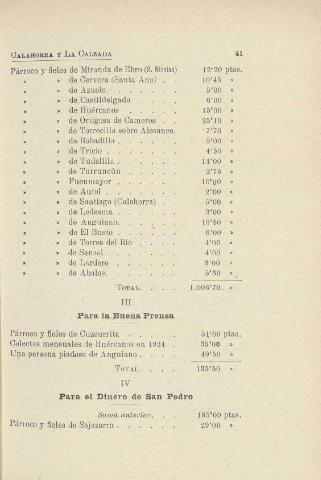 CALAHORRA Y LA CALZADA 41
Párroco y fieles de Miranda de Ebro (S. Nicolás) 12'20 ptas.
» » de Cervera (Santa Ana) . . 10'45 »
» » de Azuelo. . . . . . 5'00 »
» » de Castildelgado . . . . 6'00 »
» » de Huércanos . . . . . 15'00 »
» » de Ortigosa de Cameros . . 25'10 »
» » de Torrecilla sobre Alesanco. 7'70 »
» » de Bobadilla . . . . . 5'00 »
» » de Tricio . . . . . . 4'50 »
» » de Tudelilla . . . . . 14'00 »
» » de Turruncún . . . . . 2'75 »
» » Fuenmayor . . . . . 10'00 »
» » de Autol . . . . . . 2'00 »
» » de Santiago (Calahorra) . . 5'00 »
» » de Ledesma . . . . . 3'00 »
» » de Anguiano. . . . . 18'50 »
» » de El Busto . . . . . 6'00 »
» » de Torres del Río . . . . 4'00 »
» » de Sansol . . . . . . 4'00 »
» » de Lardero . . . . . 8'00 »
» » de Abalos. . . . . . 5'30 »
TOTAL. . . . 1.006'70. »
III
Para la Buena Prensa
Párroco y fieles de Cuzcurrita . . . . 51'00 ptas.
Colectas mensuales de Huércanos en 1924 . 35'00 »
Una persona piadosa de Anguiano. . . . 49'50 »
TOTAL. . . . 135'50 »
IV
Para el Dinero de San Pedro
Suma anterior. . . 185'00 ptas.
Párroco y fieles de Sajazarra . . . . . 29'00 »